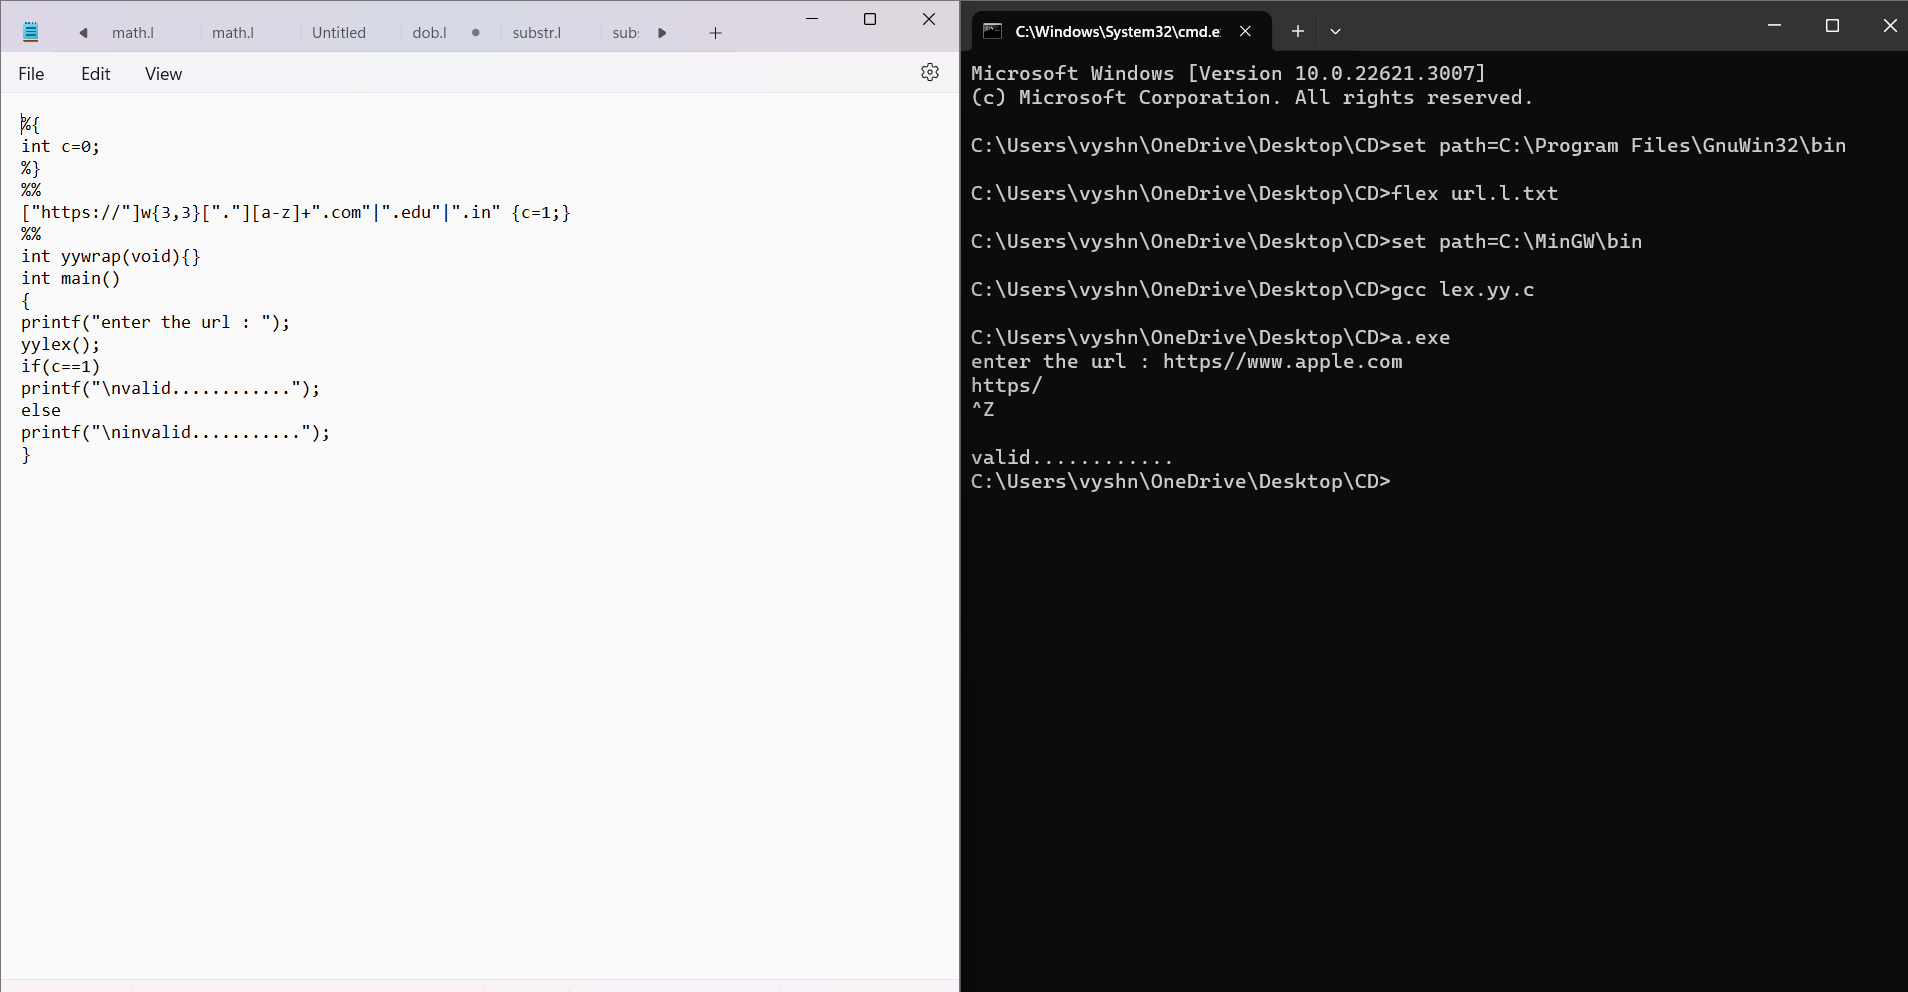 math.l math.l Untitled dob.l substr.l sub
File Edit View
%{
int c=0;
%}
%%
["https://"]w{3,3}["."][a-z]+".com"|".edu"|".in" {c=1;}
%%
int yywrap(void){}
int main()
{
printf("enter the url : ");
yylex();
if(c==1)
printf("\nvalid............");
else
printf("\ninvalid...........");
}
C:\Windows\System32\cmd.e
Microsoft Windows [Version 10.0.22621.3007]
(c) Microsoft Corporation. All rights reserved.
C:\Users\vyshn\OneDrive\Desktop\CD>set path=C:\Program Files\GnuWin32\bin
C:\Users\vyshn\OneDrive\Desktop\CD>flex url.l.txt
C:\Users\vyshn\OneDrive\Desktop\CD>set path=C:\MinGW\bin
C:\Users\vyshn\OneDrive\Desktop\CD>gcc lex.yy.c
C:\Users\vyshn\OneDrive\Desktop\CD>a.exe
enter the url : https//www.apple.com
https/
^Z
valid............
C:\Users\vyshn\OneDrive\Desktop\CD>